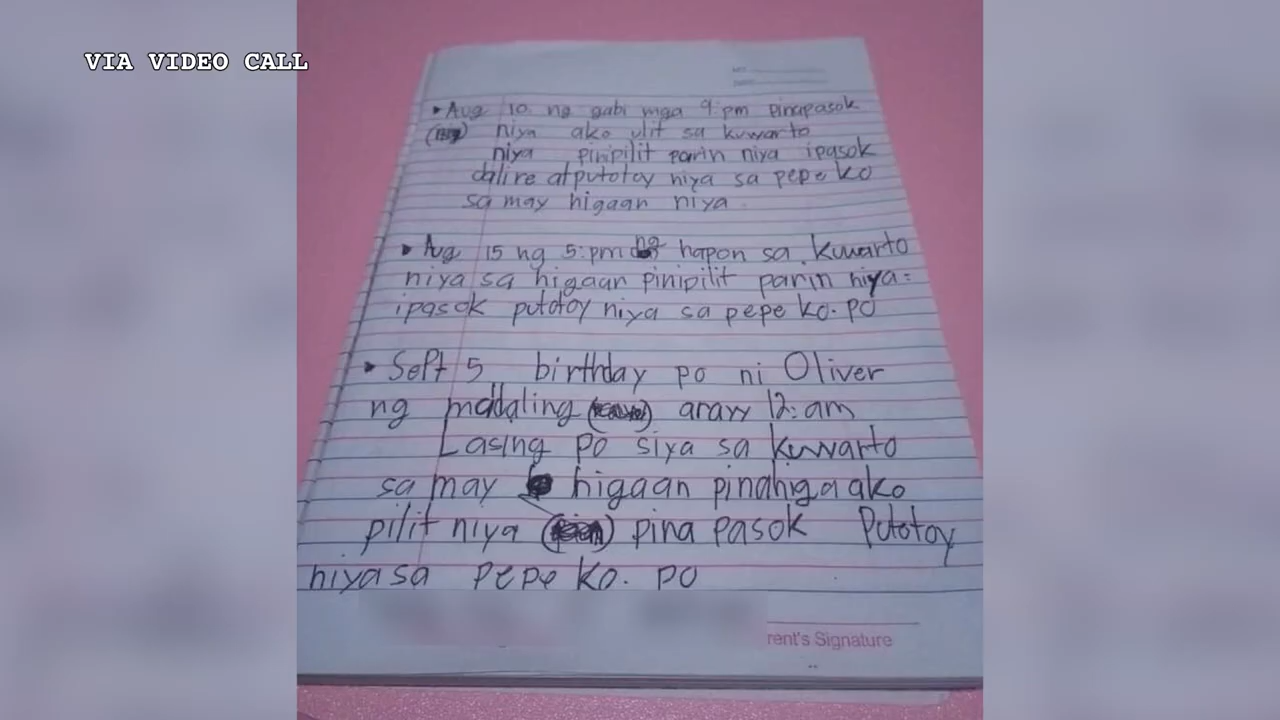 VIA VIDEO CALL
• Aug 10 ng gabi mga 9:pm pinapasok
niya ako ulit sa kuwarto
niya pinipilit parin niya ipasok
dalire at pototoy niya sa pepe ko
sa may higaan niya.
• Aug 15 ng 5:pm ng hapon sa kuwarto
niya sa higaan pinipilit parin niya:
ipasok pototoy niya sa pepe ko. po
• Sept 5 birthday po ni Oliver
ng madaling araw 12:am
Lasing po siya sa kuwarto
sa may higaan pinahiga ako
pilit niya pina pasok Pototoy
niya sa pepe ko. po
rent's Signature